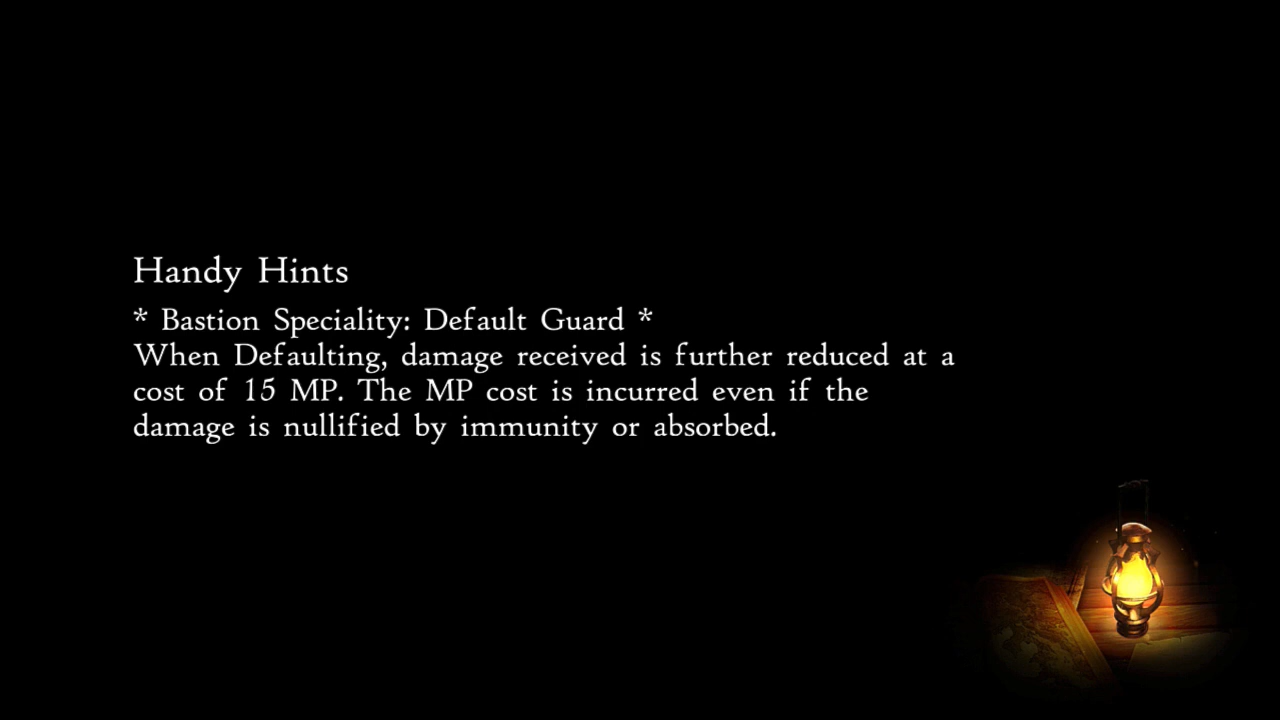 Handy Hints
* Bastion Speciality: Default Guard *
When Defaulting, damage received is further reduced at a
cost of 15 MP. The MP cost is incurred even if the
damage is nullified by immunity or absorbed.